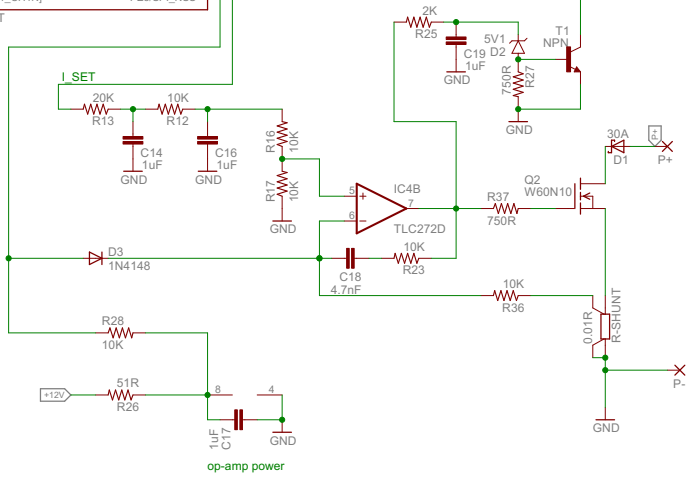 2K
R25
C19
1uF
GND
5V1
D2
750R
R27
GND
T1
NPN
I_SET
20K
R13
10K
R12
C14
1uF
GND
C16
1uF
GND
R16
10K
R17
10K
GND
5
+
6
-
7
IC4B
TLC272D
R37
750R
Q2
W60N10
30A
D1
P+
P+
D3
1N4148
C18
4.7nF
10K
R23
10K
R36
0.01R
R-SHUNT
P-
GND
R28
10K
+12V
51R
R26
8
4
1uF
C17
GND
op-amp power